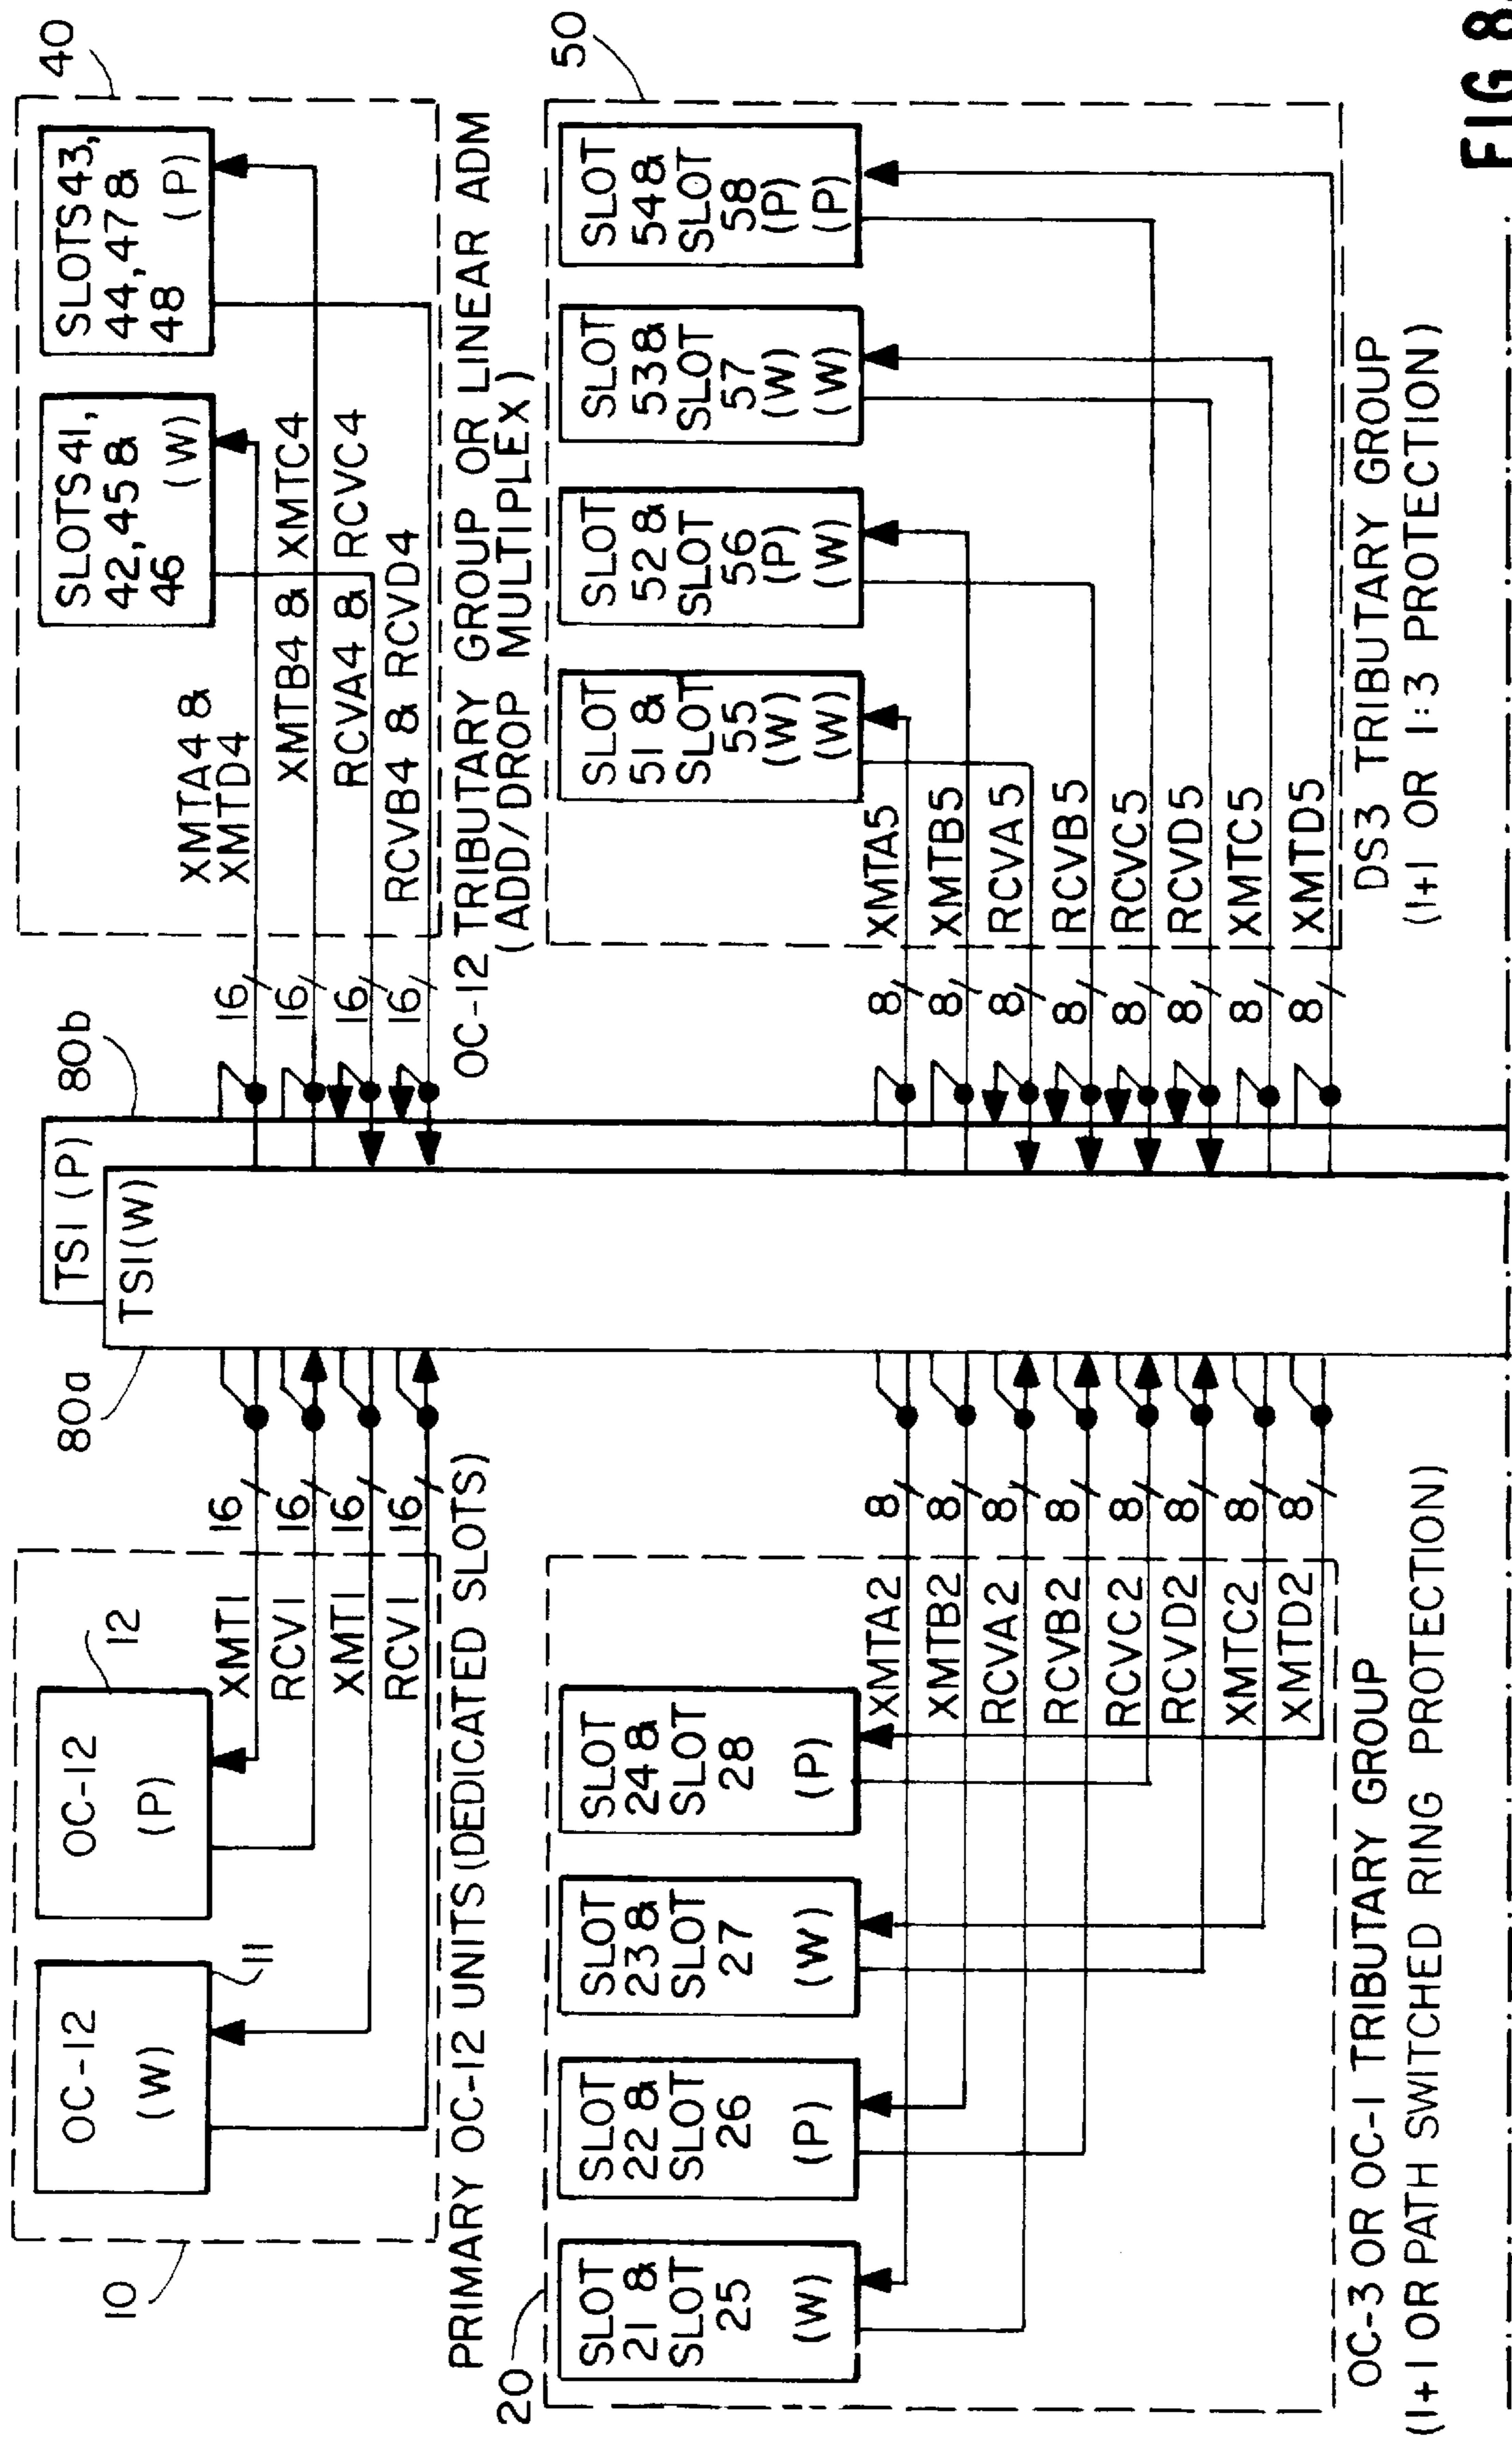 10
OC-12
(W)
11
OC-12
(P)
12
XMT1
RCV1
XMT1
RCV1
16
16
16
16
PRIMARY OC-12 UNITS (DEDICATED SLOTS)
80a
TSI (P)
TSI(W)
80b
16
16
16
16
XMTA4 &
XMTD4
XMTB4 & XMTC4
RCVA4 & RCVC4
RCVB4 & RCVD4
SLOTS 41,
42,45 &
46 (W)
SLOTS 43,
44,47 &
48 (P)
40
OC-12 TRIBUTARY GROUP OR LINEAR ADM
(ADD/DROP MULTIPLEX)
20
SLOT
21 &
SLOT
25
(W)
SLOT
22 &
SLOT
26
(P)
SLOT
23 &
SLOT
27
(W)
SLOT
24 &
SLOT
28
(P)
XMTA2
XMTB2
RCVA2
RCVB2
RCVC2
RCVD2
XMTC2
XMTD2
8
8
8
8
8
8
8
8
OC-3 OR OC-1 TRIBUTARY GROUP
(1+1 OR PATH SWITCHED RING PROTECTION)
8
8
8
8
8
8
8
8
XMTA5
XMTB5
RCVA5
RCVB5
RCVC5
RCVD5
XMTC5
XMTD5
SLOT
51 &
SLOT
55
(W)
(W)
SLOT
52 &
SLOT
56
(P)
(W)
SLOT
53 &
SLOT
57
(W)
(W)
SLOT
54 &
SLOT
58
(P)
(P)
50
DS3 TRIBUTARY GROUP
(1+1 OR 1:3 PROTECTION)
FIG 8